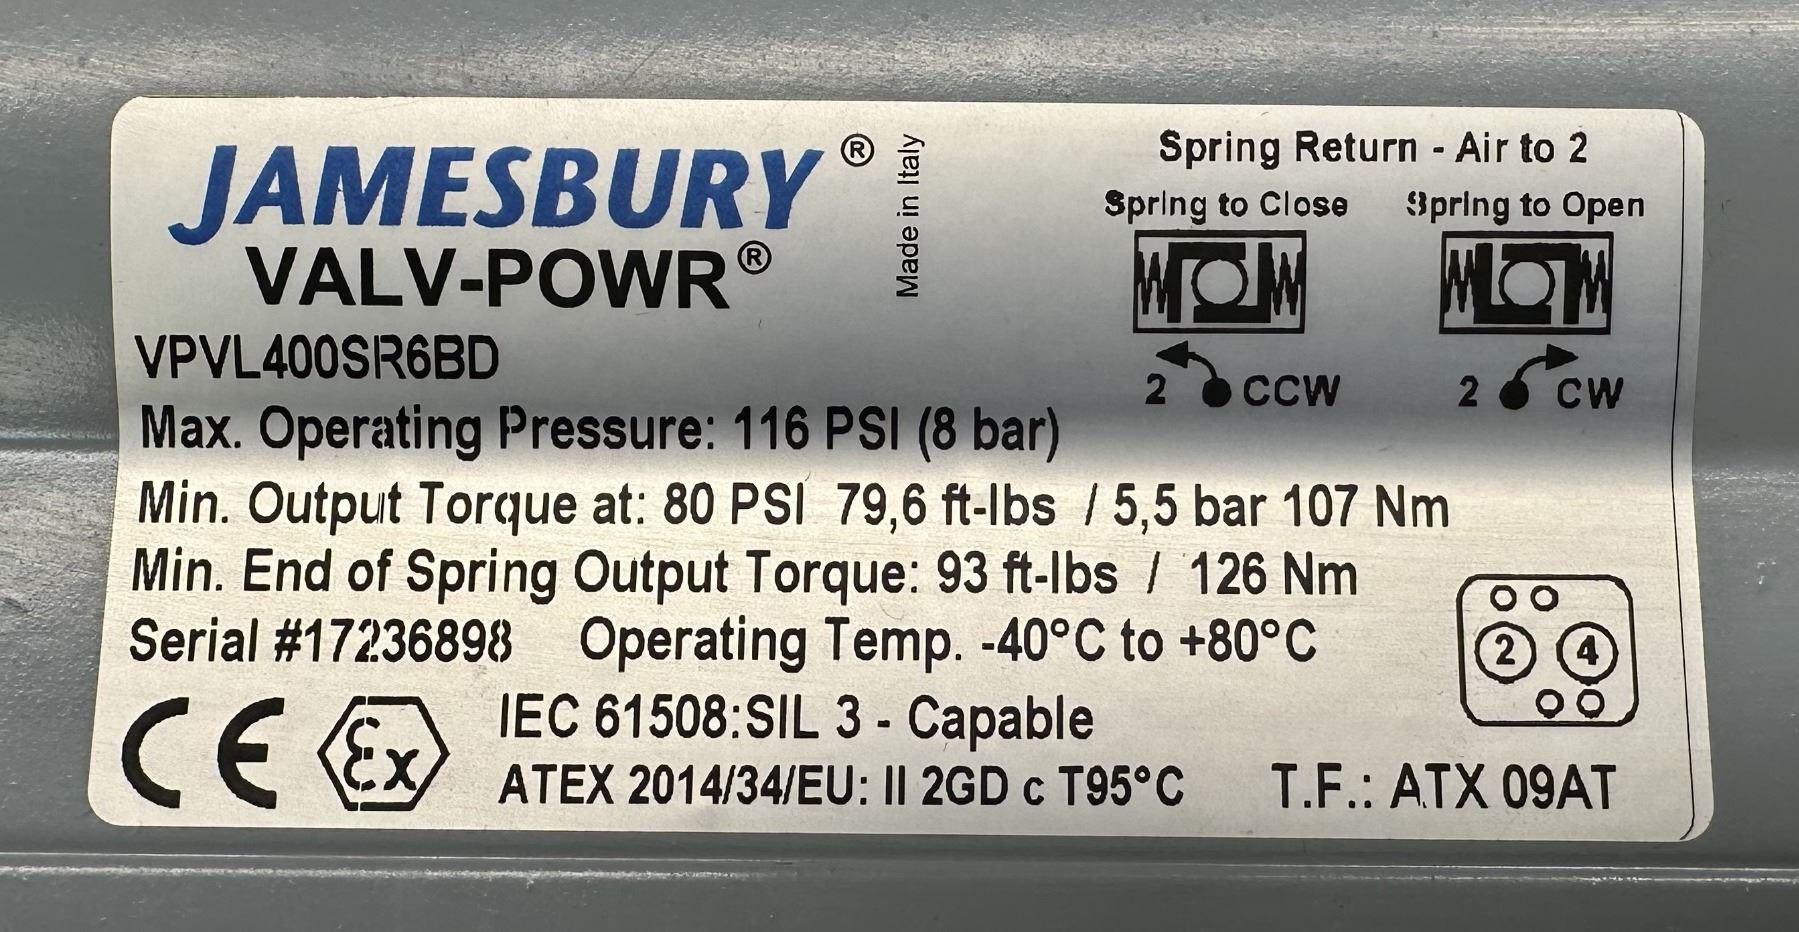 JAMESBURY®
VALV-POWR®
Made in Italy
Spring Return - Air to 2
Spring to Close
Spring to Open
2 CCW
2 CW
VPVL400SR6BD
Max. Operating Pressure: 116 PSI (8 bar)
Min. Output Torque at: 80 PSI 79,6 ft-lbs / 5,5 bar 107 Nm
Min. End of Spring Output Torque: 93 ft-lbs / 126 Nm
Serial #17236898 Operating Temp. -40°C to +80°C
2 4
CE Ex IEC 61508:SIL 3 - Capable
ATEX 2014/34/EU: II 2GD c T95°C T.F.: ATX 09AT